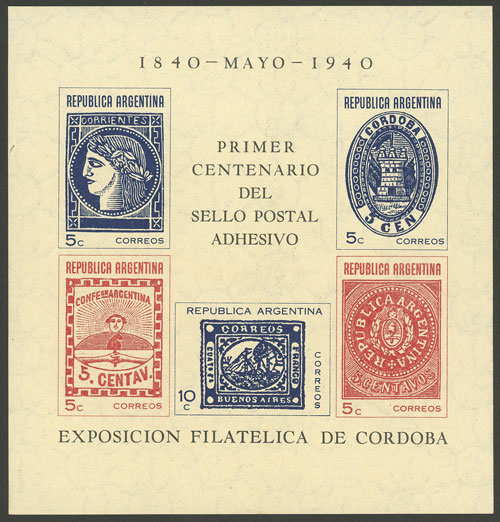 1840-MAYO-1940
REPUBLICA ARGENTINA
CORRIENTES
5c CORREOS
PRIMER
CENTENARIO
DEL
SELLO POSTAL
ADHESIVO
REPUBLICA ARGENTINA
CORDOBA
5 CEN
5c CORREOS
REPUBLICA ARGENTINA
CONFEON ARGENTINA
5. CENTAV.
5c CORREOS
REPUBLICA ARGENTINA
CORREOS
FRANCO
BUENOS AIRES
10 c
CORREOS
REPUBLICA ARGENTINA
REPUBLICA ARGENTINA
5 CENTAVOS
5c CORREOS
EXPOSICION FILATELICA DE CORDOBA